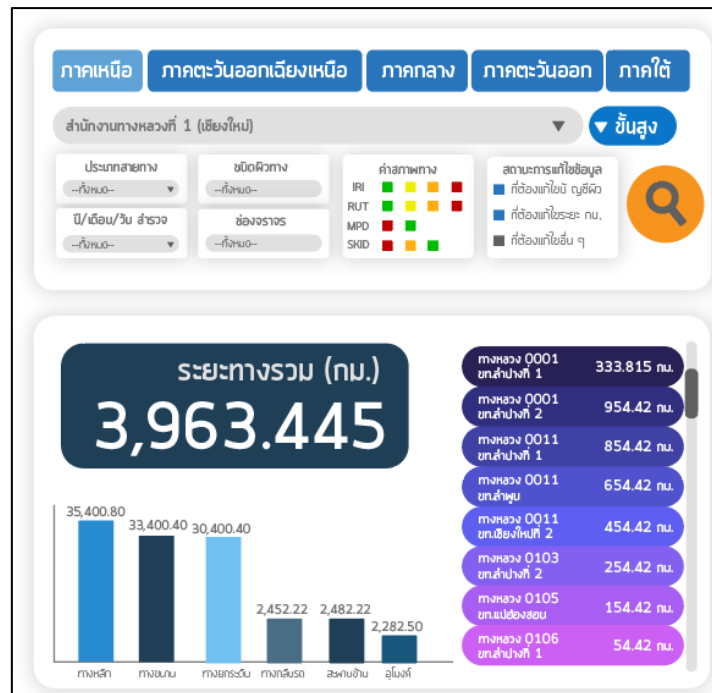 ภาคเหนือ ภาคตะวันออกเฉียงเหนือ ภาคกลาง ภาคตะวันออก ภาคใต้
สำนักงานทางหลวงที่ 1 (เชียงใหม่) ขั้นสูง
ประเภทสายทาง
--ทั้งหมด--
ชนิดผิวทาง
--ทั้งหมด--
ปี/เดือน/วัน สำรวจ
--ทั้งหมด--
ช่องจราจร
--ทั้งหมด--
ค่าสภาพทาง
IRI
RUT
MPD
SKID
สถานะการแก้ไขข้อมูล
ที่ต้องแก้ไขบั ญชีผิว
ที่ต้องแก้ไขระยะ กม.
ที่ต้องแก้ไขอื่น ๆ
ระยะทางรวม (กม.)
3,963.445
35,400.80
33,400.40
30,400.40
2,452.22
2,482.22
2,282.50
ทางหลัก ทางขนาน ทางยกระดับ ทางกลับรถ สะพานข้าม อุโมงค์
ทางหลวง 0001 333.815 กม.
ขท.ลำปางที่ 1
ทางหลวง 0001 954.42 กม.
ขท.ลำปางที่ 2
ทางหลวง 0011 854.42 กม.
ขท.ลำปางที่ 1
ทางหลวง 0011 654.42 กม.
ขท.ลำพูน
ทางหลวง 0011 454.42 กม.
ขท.เชียงใหม่ที่ 2
ทางหลวง 0103 254.42 กม.
ขท.ลำปางที่ 2
ทางหลวง 0105 154.42 กม.
ขท.แม่ฮ่องสอน
ทางหลวง 0106 54.42 กม.
ขท.ลำปางที่ 1